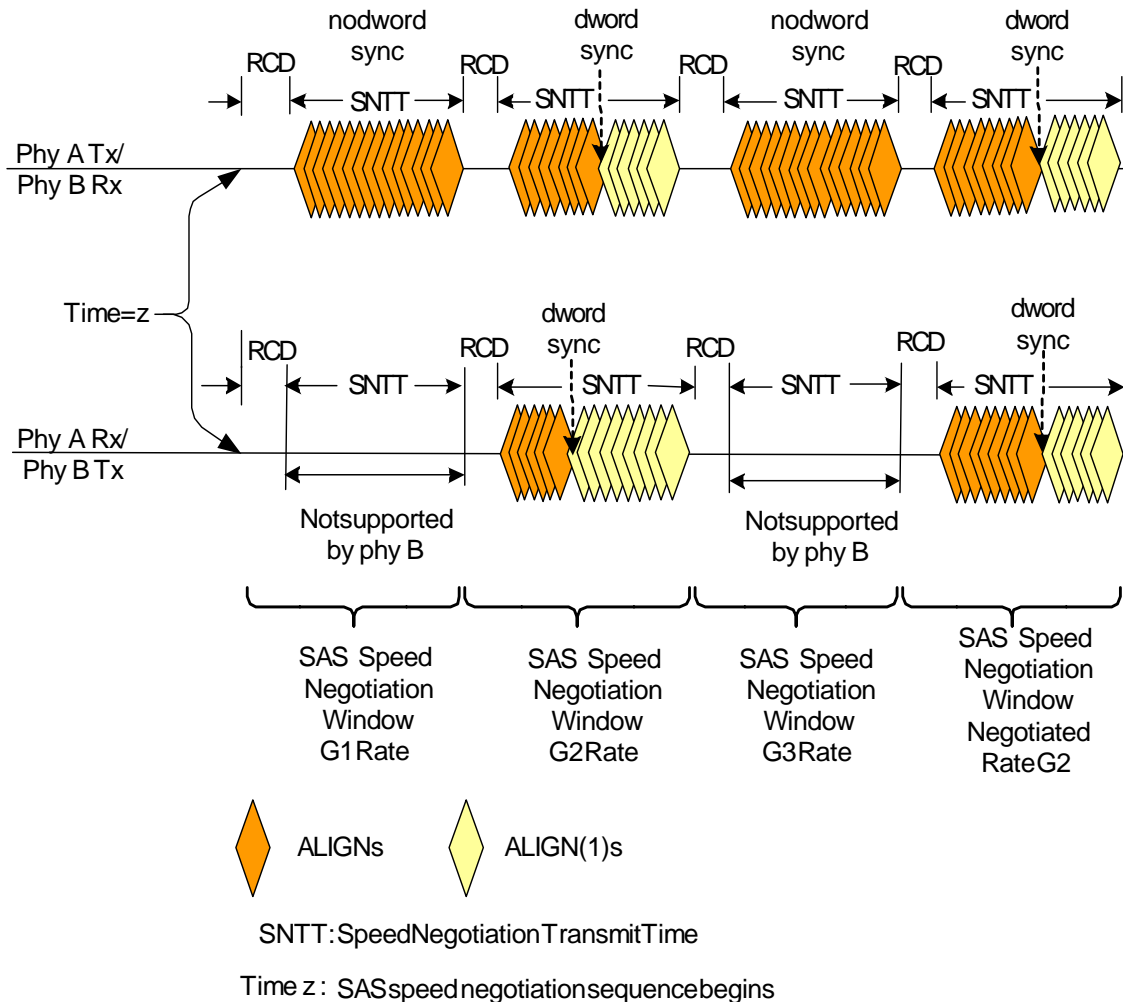 nodword
sync
dword
sync
nodword
sync
dword
sync
RCD
RCD
RCD
RCD
SNTT
SNTT
SNTT
SNTT
Phy A Tx/
Phy B Rx
Time=z
dword
sync
dword
sync
RCD
RCD
RCD
RCD
SNTT
SNTT
SNTT
SNTT
Phy A Rx/
Phy B Tx
Notsupported
by phy B
Notsupported
by phy B
SAS Speed
Negotiation
Window
G1Rate
SAS Speed
Negotiation
Window
G2Rate
SAS Speed
Negotiation
Window
G3Rate
SAS Speed
Negotiation
Window
Negotiated
RateG2
ALIGNs
ALIGN(1)s
SNTT:SpeedNegotiationTransmitTime
Time z: SASspeednegotiationsequencebegins